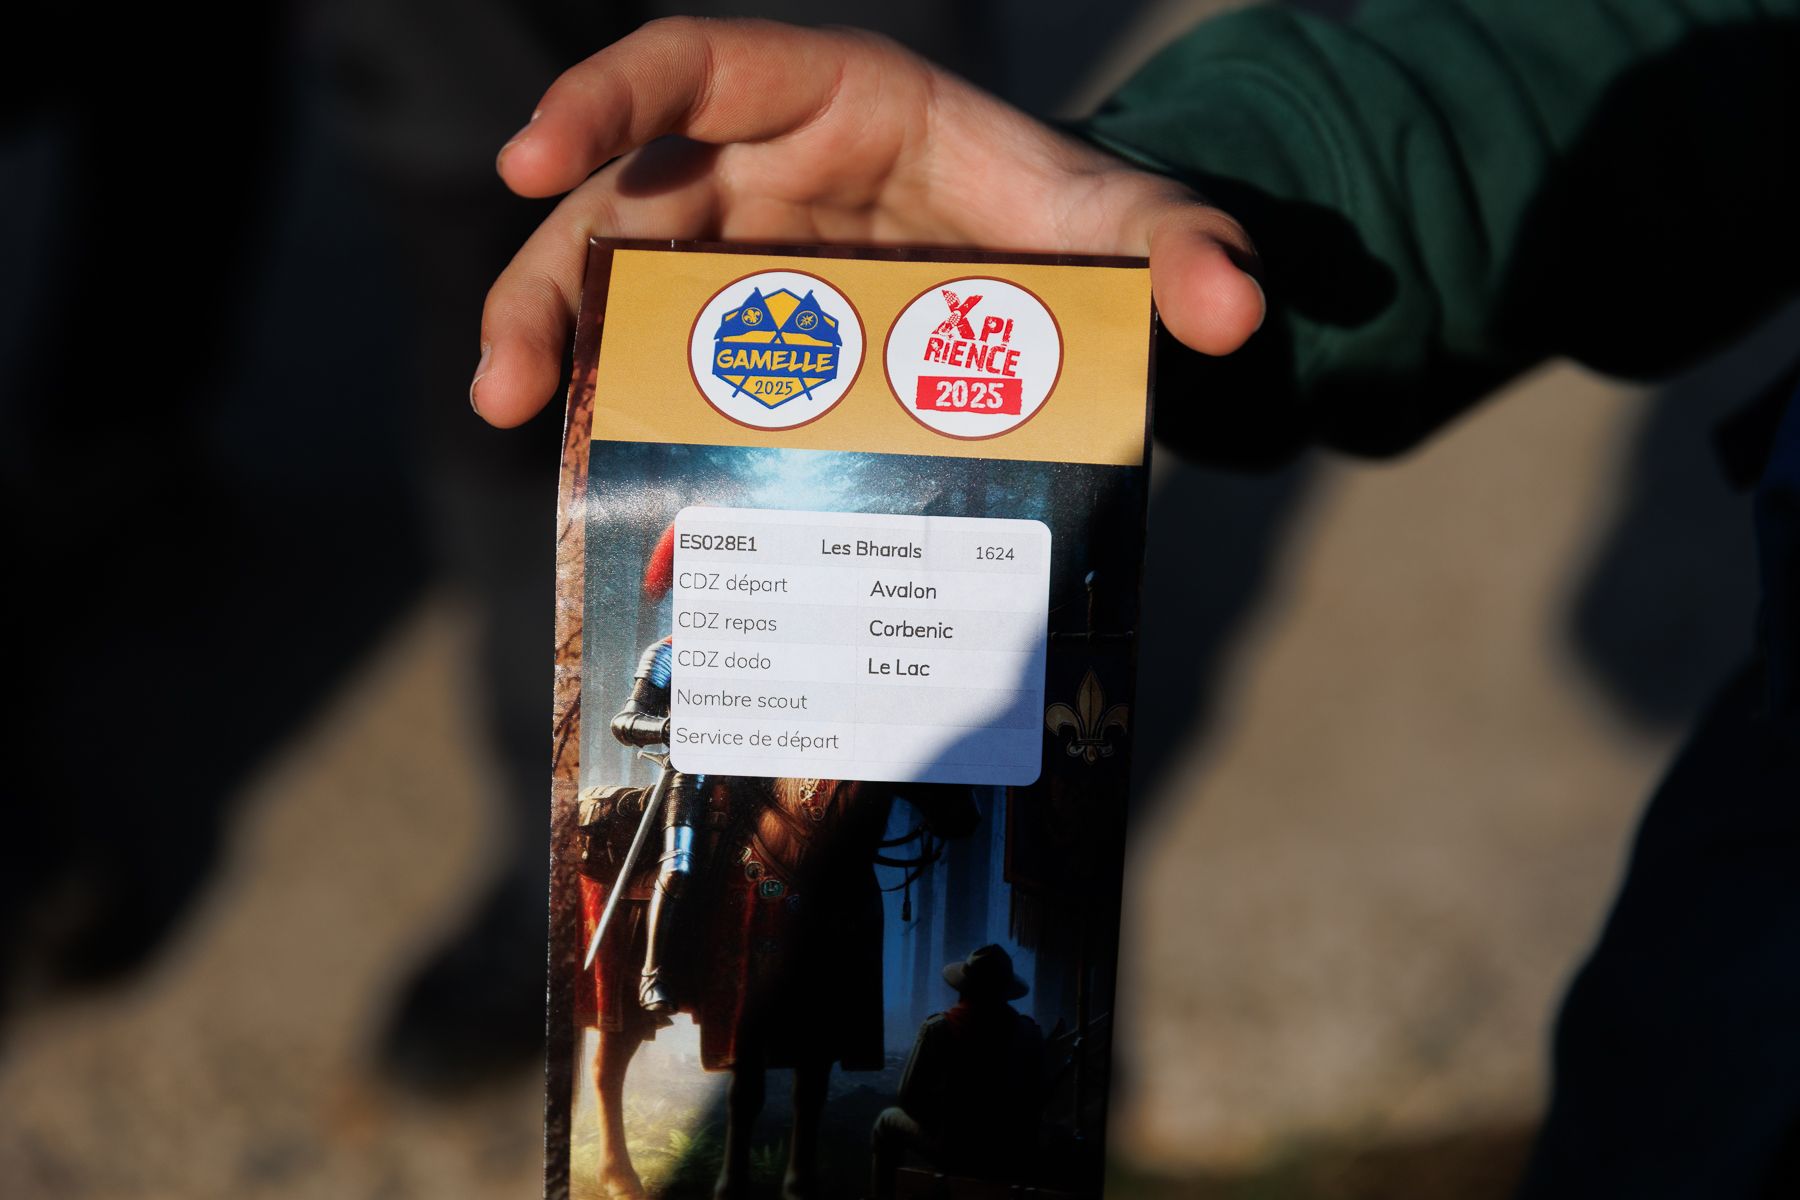 GAMELLE
2025
XPI
RIENCE
2025
ES028E1 Les Bharals 1624
CDZ départ Avalon
CDZ repas Corbenic
CDZ dodo Le Lac
Nombre scout
Service de départ